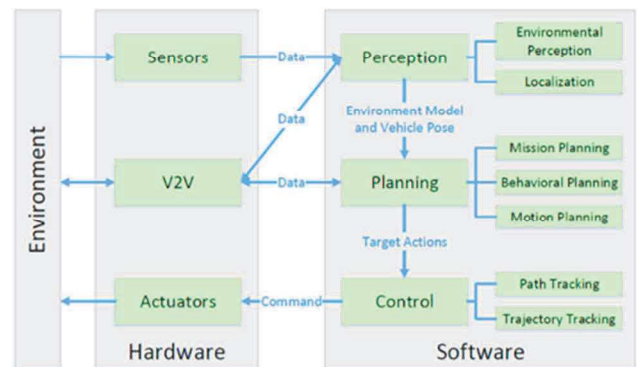 Environment
Sensors
Data
Perception
Environmental
Perception
Localization
Data
Environment Model
and Vehicle Pose
V2V
Data
Planning
Mission Planning
Behavioral Planning
Motion Planning
Target Actions
Actuators
Command
Control
Path Tracking
Trajectory Tracking
Hardware
Software